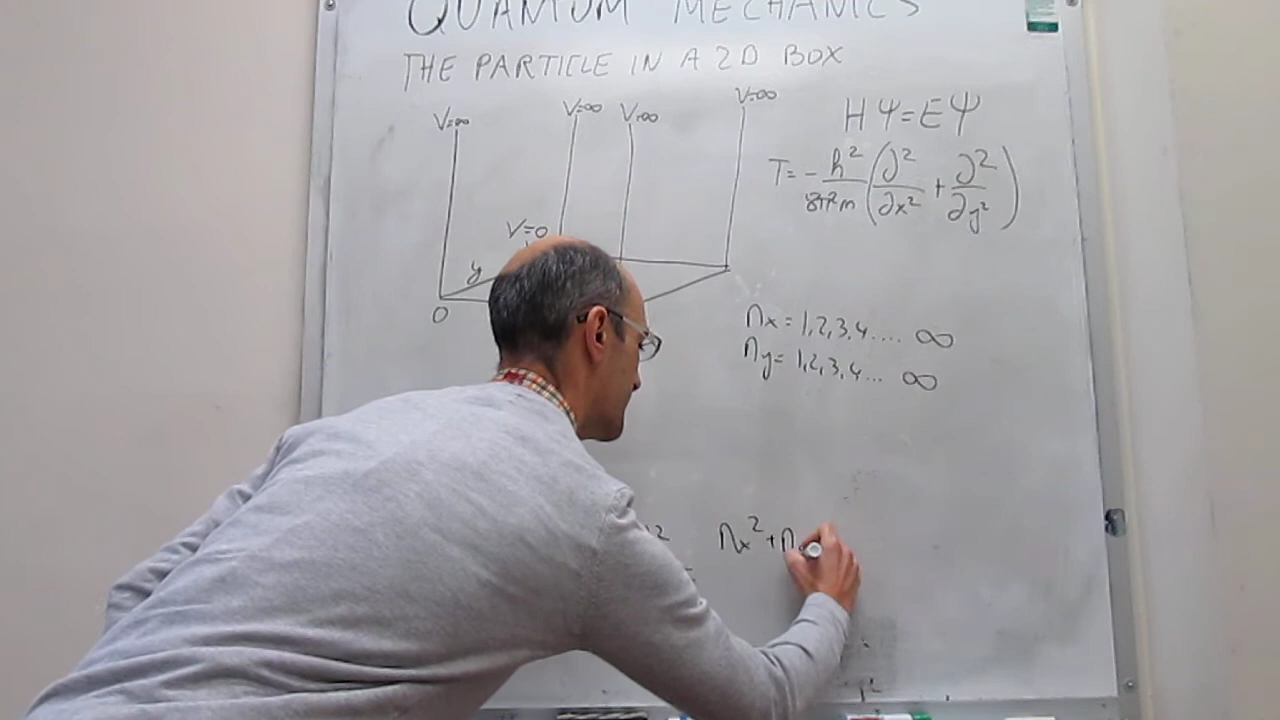 QUANTUM MECHANICS
THE PARTICLE IN A 2D BOX
V=∞ V=∞ V=∞ V=∞
HΨ=EΨ
T=-h²/8π²m(∂²/∂x²+∂²/∂y²)
V=0
y
0
nx=1,2,3,4.... ∞
ny=1,2,3,4... ∞
nx²+n